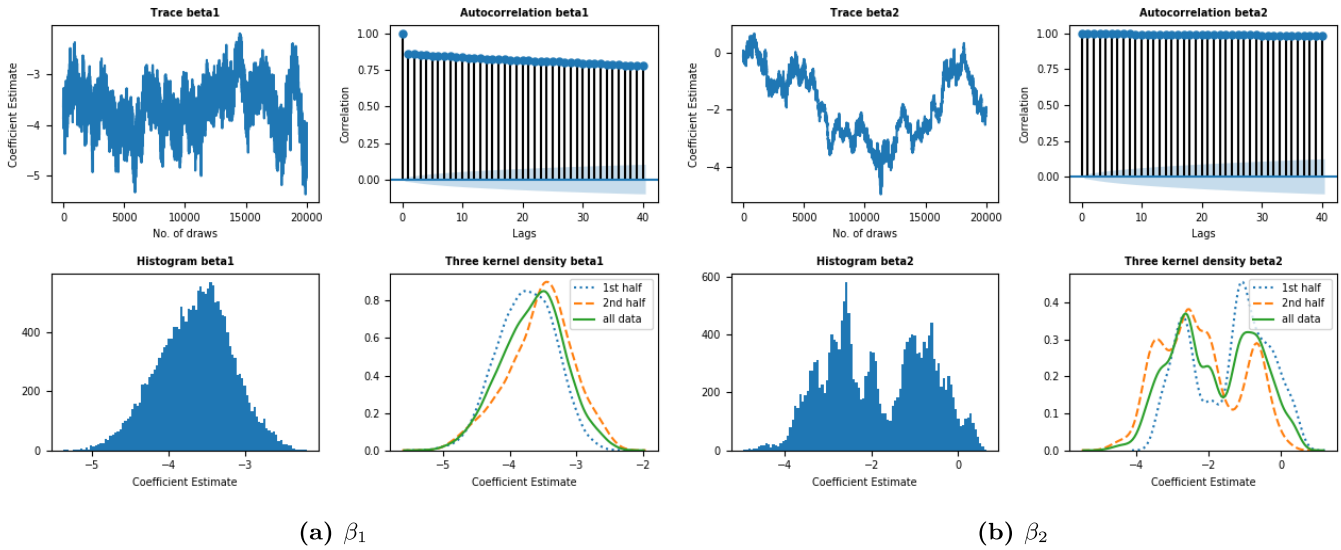 Trace beta1
Coefficient Estimate
−3
−4
−5
0 5000 10000 15000 20000
No. of draws
Autocorrelation beta1
Correlation
1.00
0.75
0.50
0.25
0.00
0 10 20 30 40
Lags
Trace beta2
Coefficient Estimate
0
−2
−4
0 5000 10000 15000 20000
No. of draws
Autocorrelation beta2
Correlation
1.00
0.75
0.50
0.25
0.00
0 10 20 30 40
Lags
Histogram beta1
400
200
0
−5 −4 −3
Coefficient Estimate
Three kernel density beta1
1st half
2nd half
all data
0.8
0.6
0.4
0.2
0.0
−5 −4 −3 −2
Coefficient Estimate
Histogram beta2
600
400
200
0
−4 −2 0
Coefficient Estimate
Three kernel density beta2
1st half
2nd half
all data
0.4
0.3
0.2
0.1
0.0
−4 −2 0
Coefficient Estimate
(a) β₁
(b) β₂